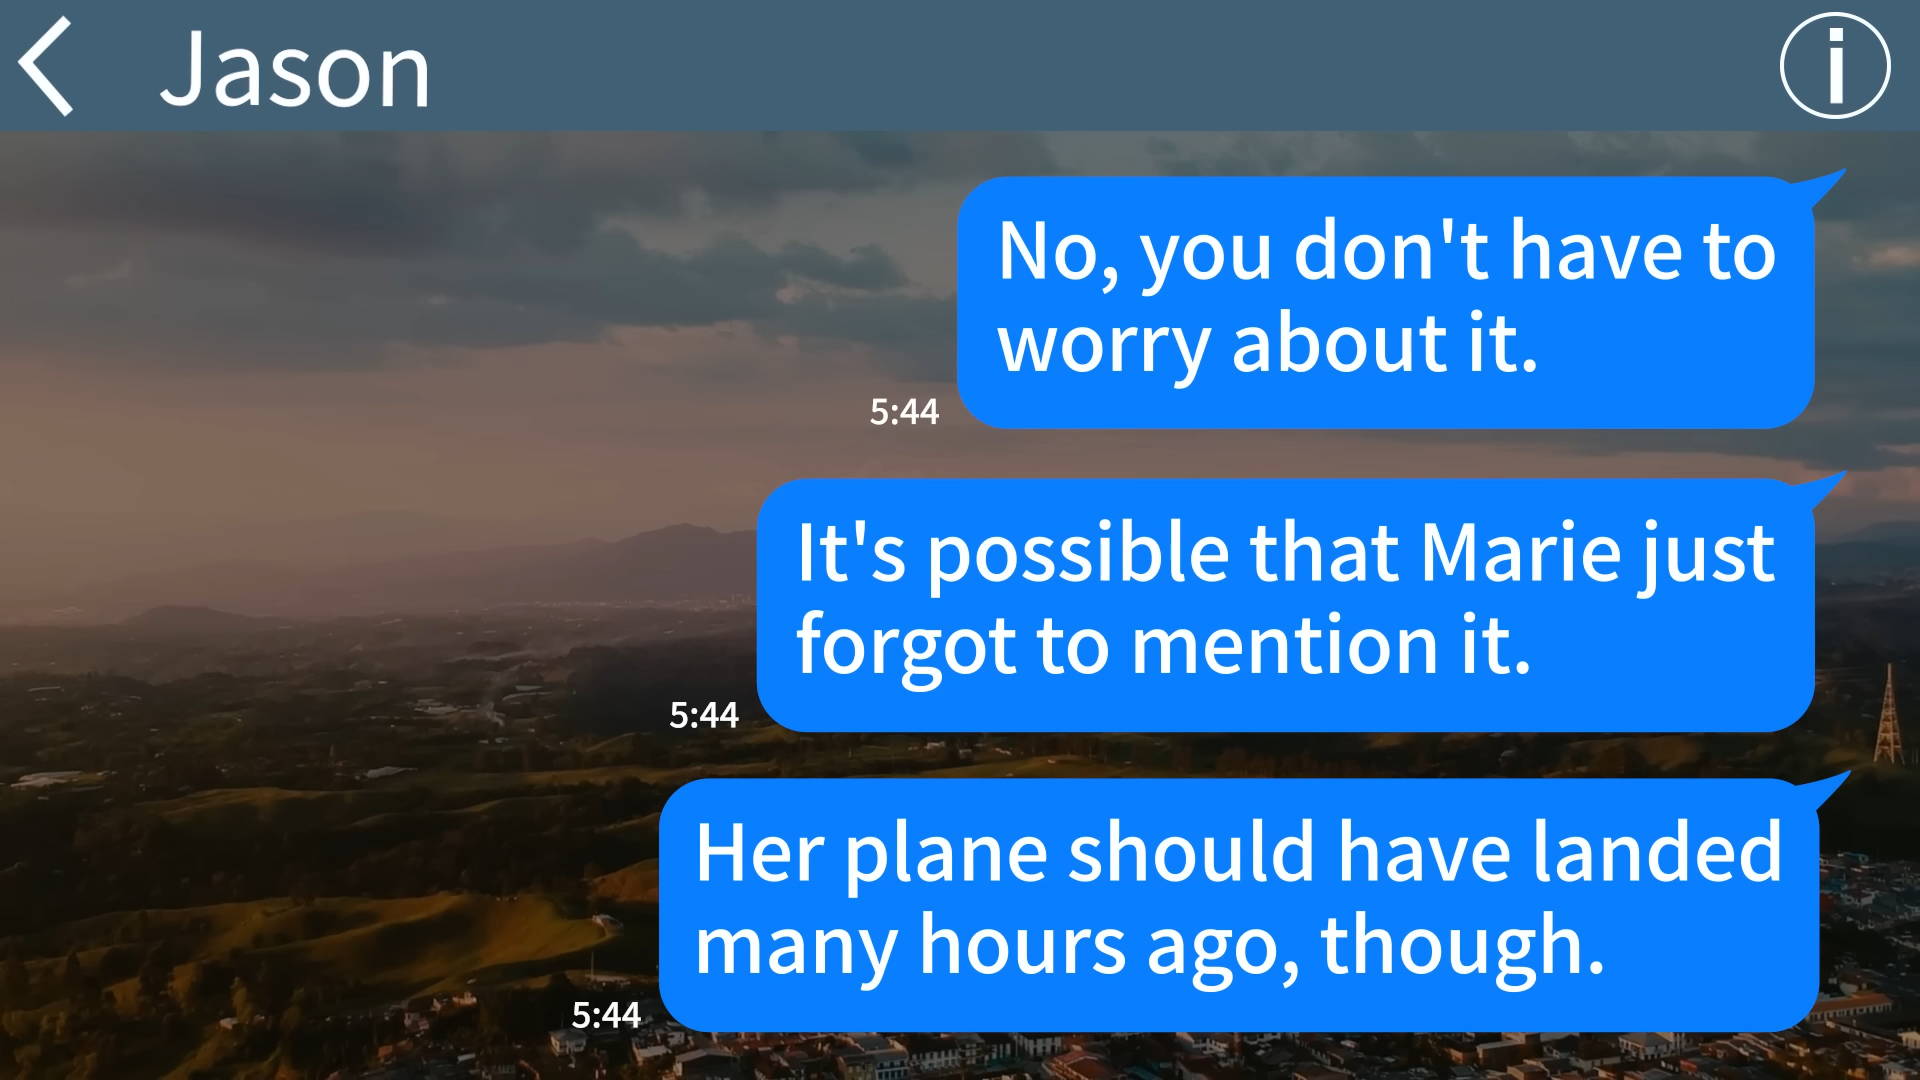 Jason
No, you don't have to
worry about it.
5:44
It's possible that Marie just
forgot to mention it.
5:44
Her plane should have landed
many hours ago, though.
5:44